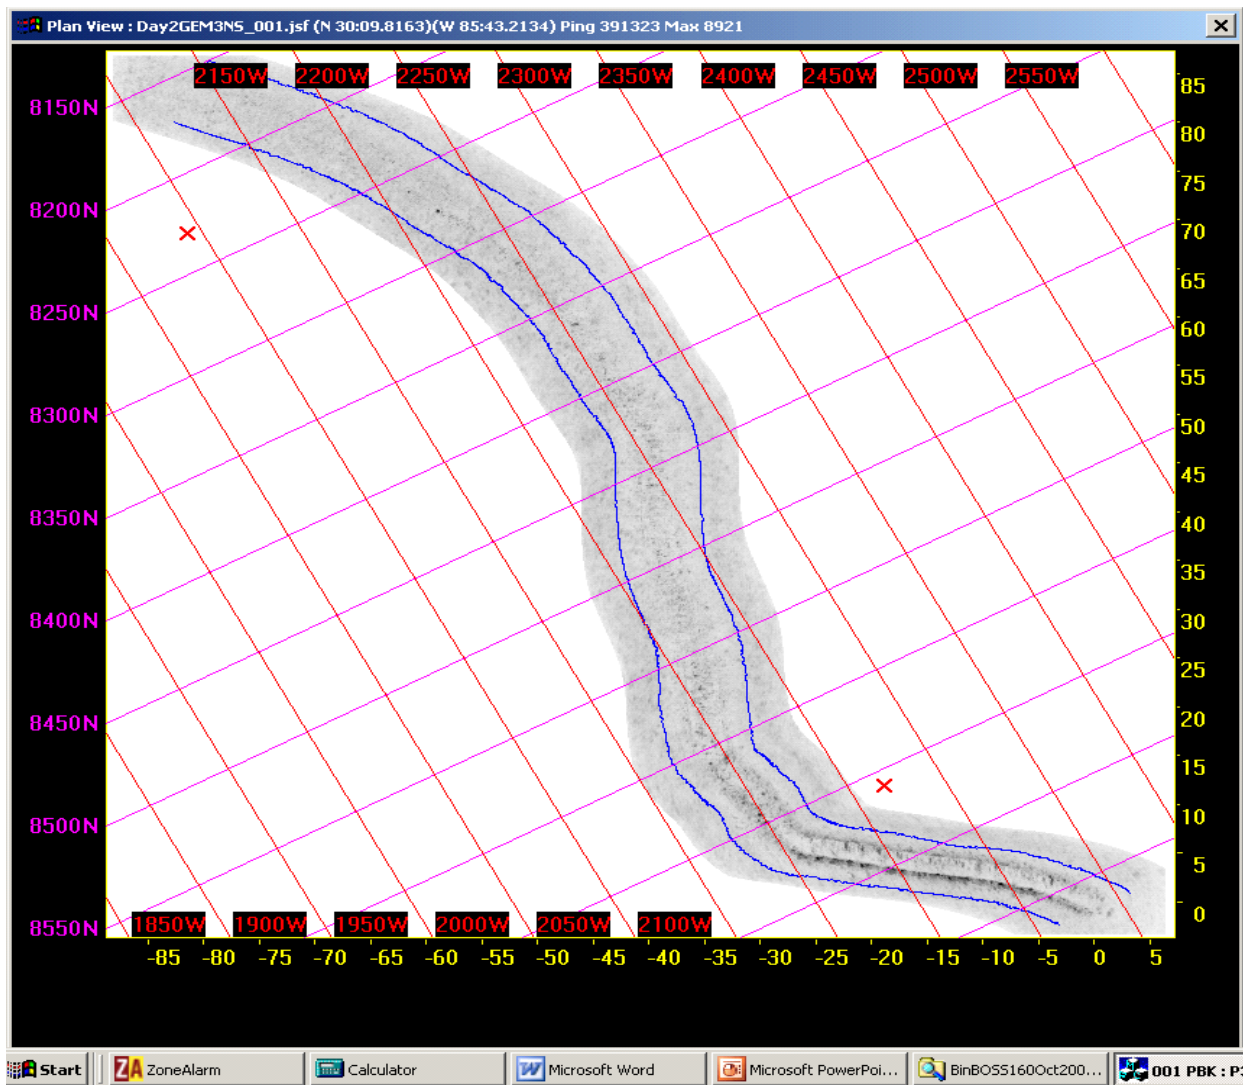 Plan View : Day2GEM3NS_001.jsf (N 30:09.8163)(W 85:43.2134) Ping 391323 Max 8921
2150W 2200W 2250W 2300W 2350W 2400W 2450W 2500W 2550W
85
8150N
80
75
8200N
70
65
8250N
60
55
8300N
50
45
8350N
40
35
8400N
30
25
8450N
20
15
8500N
10
5
0
8550N
1850W 1900W 1950W 2000W 2050W 2100W
-85 -80 -75 -70 -65 -60 -55 -50 -45 -40 -35 -30 -25 -20 -15 -10 -5 0 5
Start ZA ZoneAlarm Calculator Microsoft Word Microsoft PowerPoi... BinBOSS160Oct200... 001 PBK : P